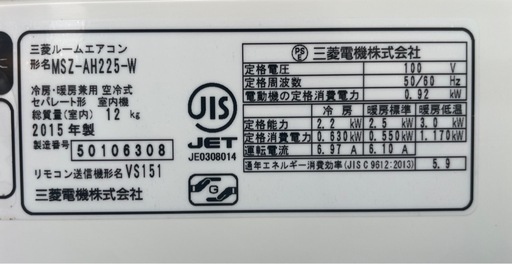 三菱ルームエアコン
形名 MSZ-AH225-W
冷房・暖房兼用 空冷式
セパレート形 室内機
総質量(室内) 12 kg
2015 年製
製造番号 50106308
リモコン送信機形名 VS151
三菱電機株式会社
JIS
JET
JE0308014
G
PS E 三菱電機株式会社
定格電圧 100 V
定格周波数 50/60 Hz
電動機の定格消費電力 0.92 kW
冷房 暖房標準 暖房低温
定格能力 2.2 kW 2.5 kW 3.0 kW
定格消費電力 0.630 kW 0.550 kW 1.170 kW
運転電流 6.97 A 6.10 A
通年エネルギー消費効率(JIS C 9612:2013) 5.9